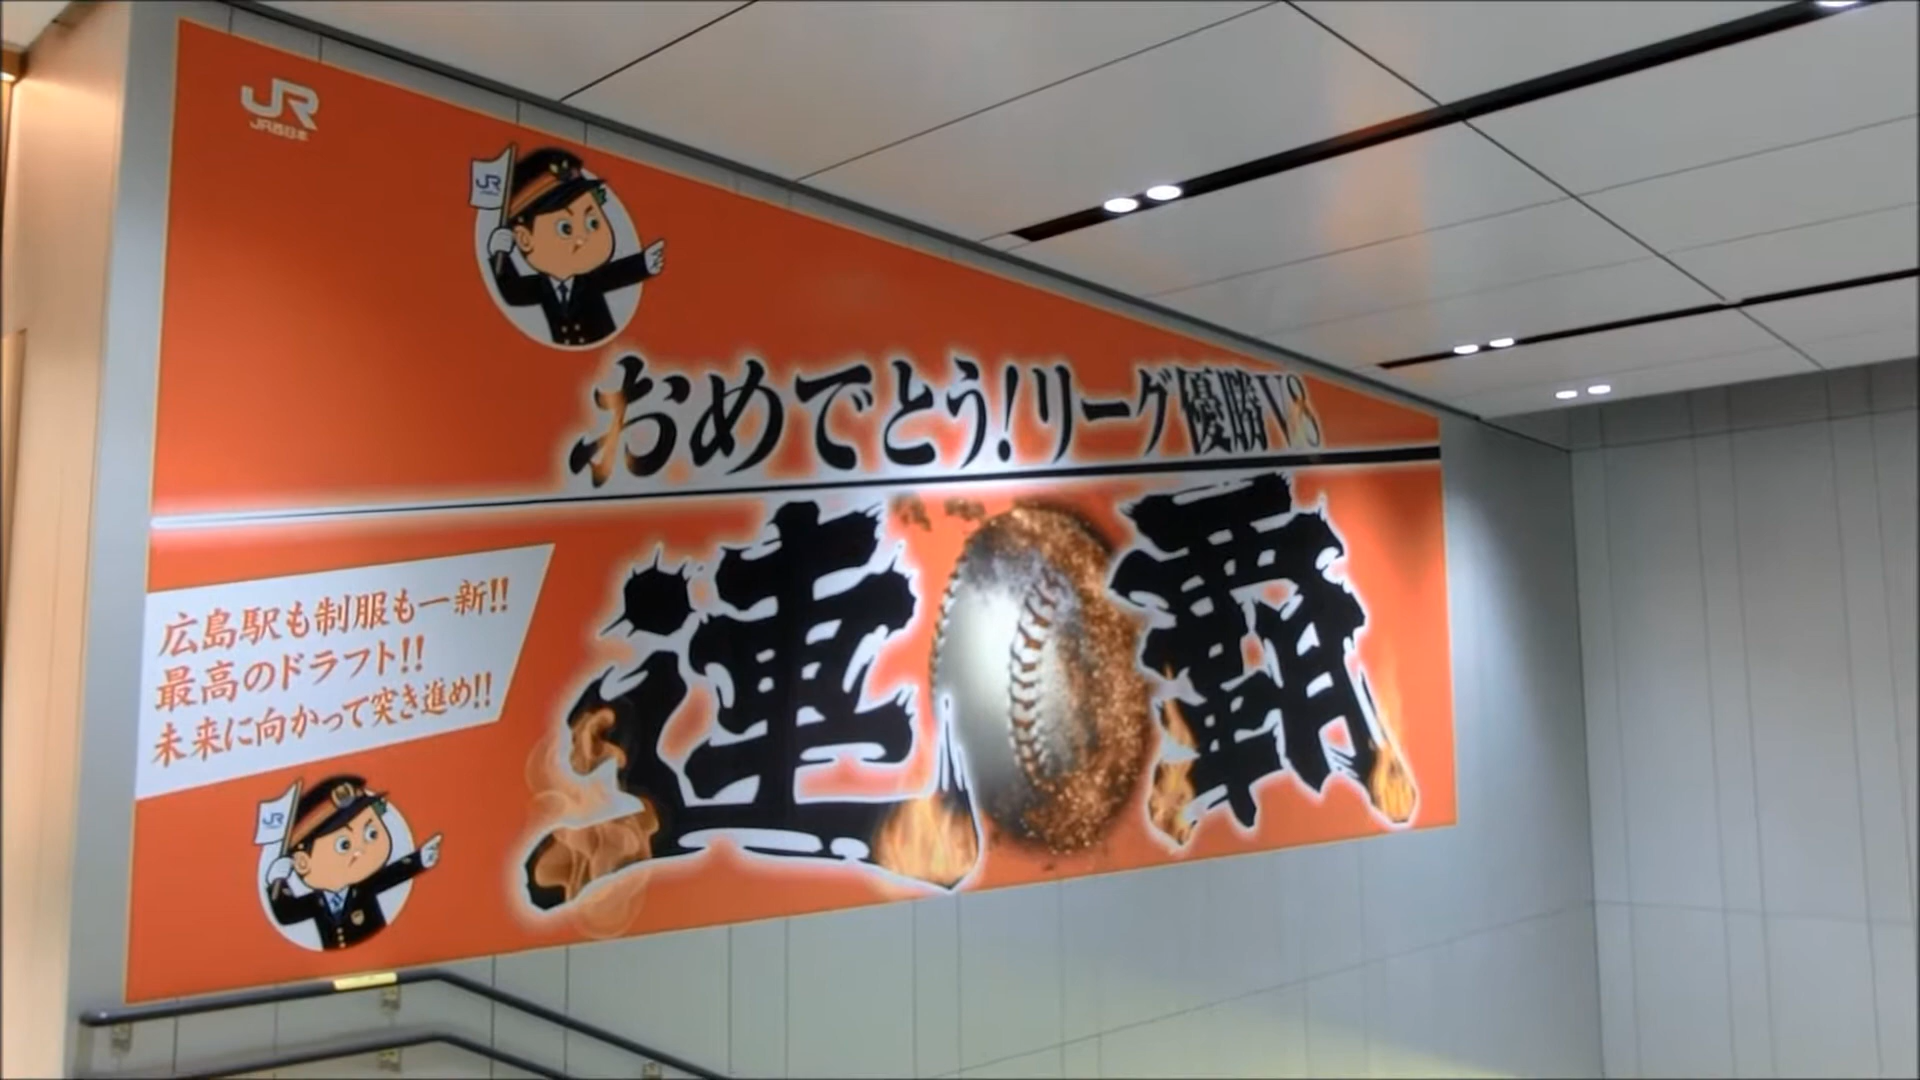 JR
JR西日本
JR
おめでとう!リーグ優勝V8
連覇
広島駅も制服も一新!!
最高のドラフト!!
未来に向かって突き進め!!
JR